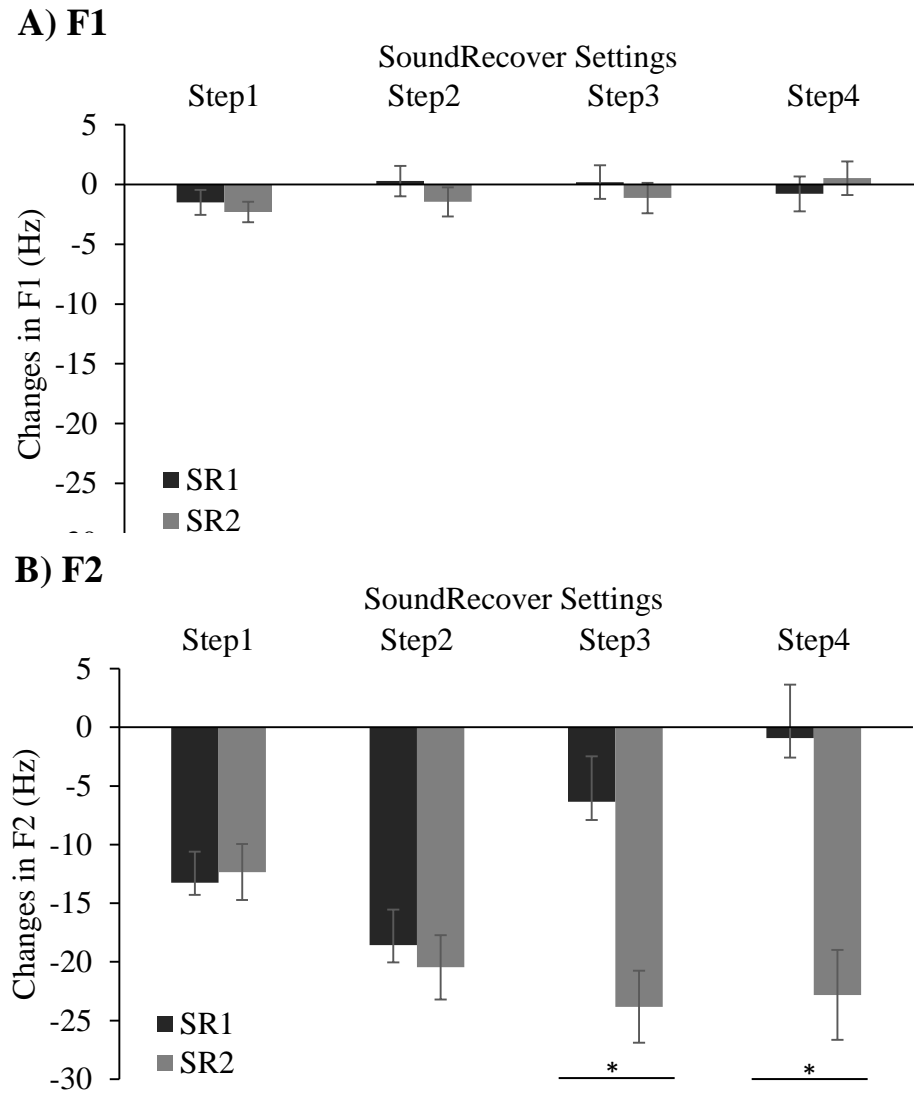 A) F1
SoundRecover Settings
Step1 Step2 Step3 Step4
Changes in F1 (Hz)
5
0
-5
-10
-15
-20
-25
SR1
SR2
B) F2
SoundRecover Settings
Step1 Step2 Step3 Step4
Changes in F2 (Hz)
5
0
-5
-10
-15
-20
-25
-30
SR1
SR2
* *